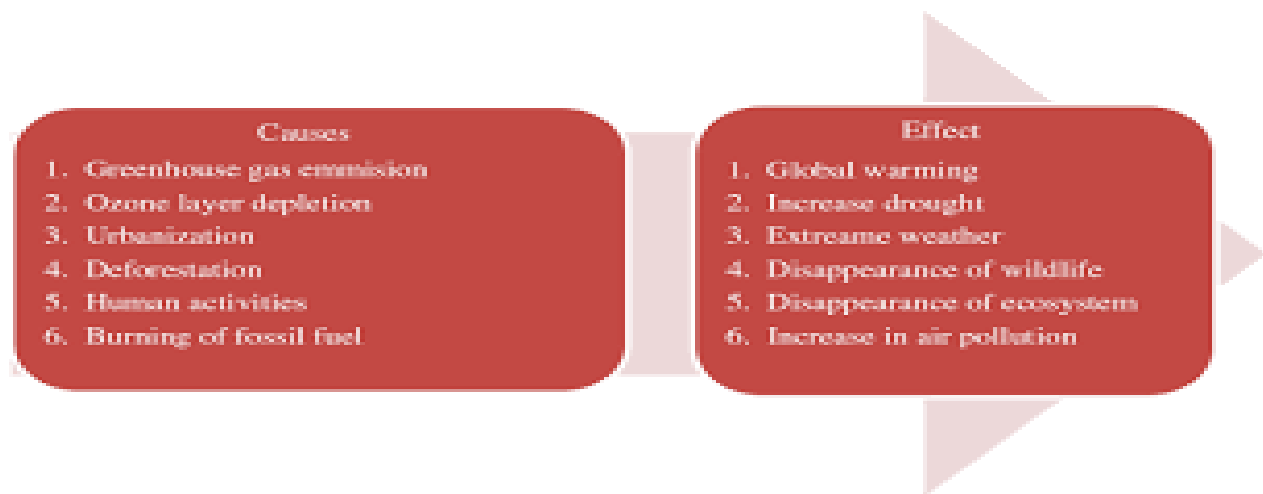 Causes
1. Greenhouse gas emmision
2. Ozone layer depletion
3. Urbanization
4. Deforestation
5. Human activities
6. Burning of fossil fuel
Effect
1. Global warming
2. Increase drought
3. Extreame weather
4. Disappearance of wildlife
5. Disappearance of ecosystem
6. Increase in air pollution